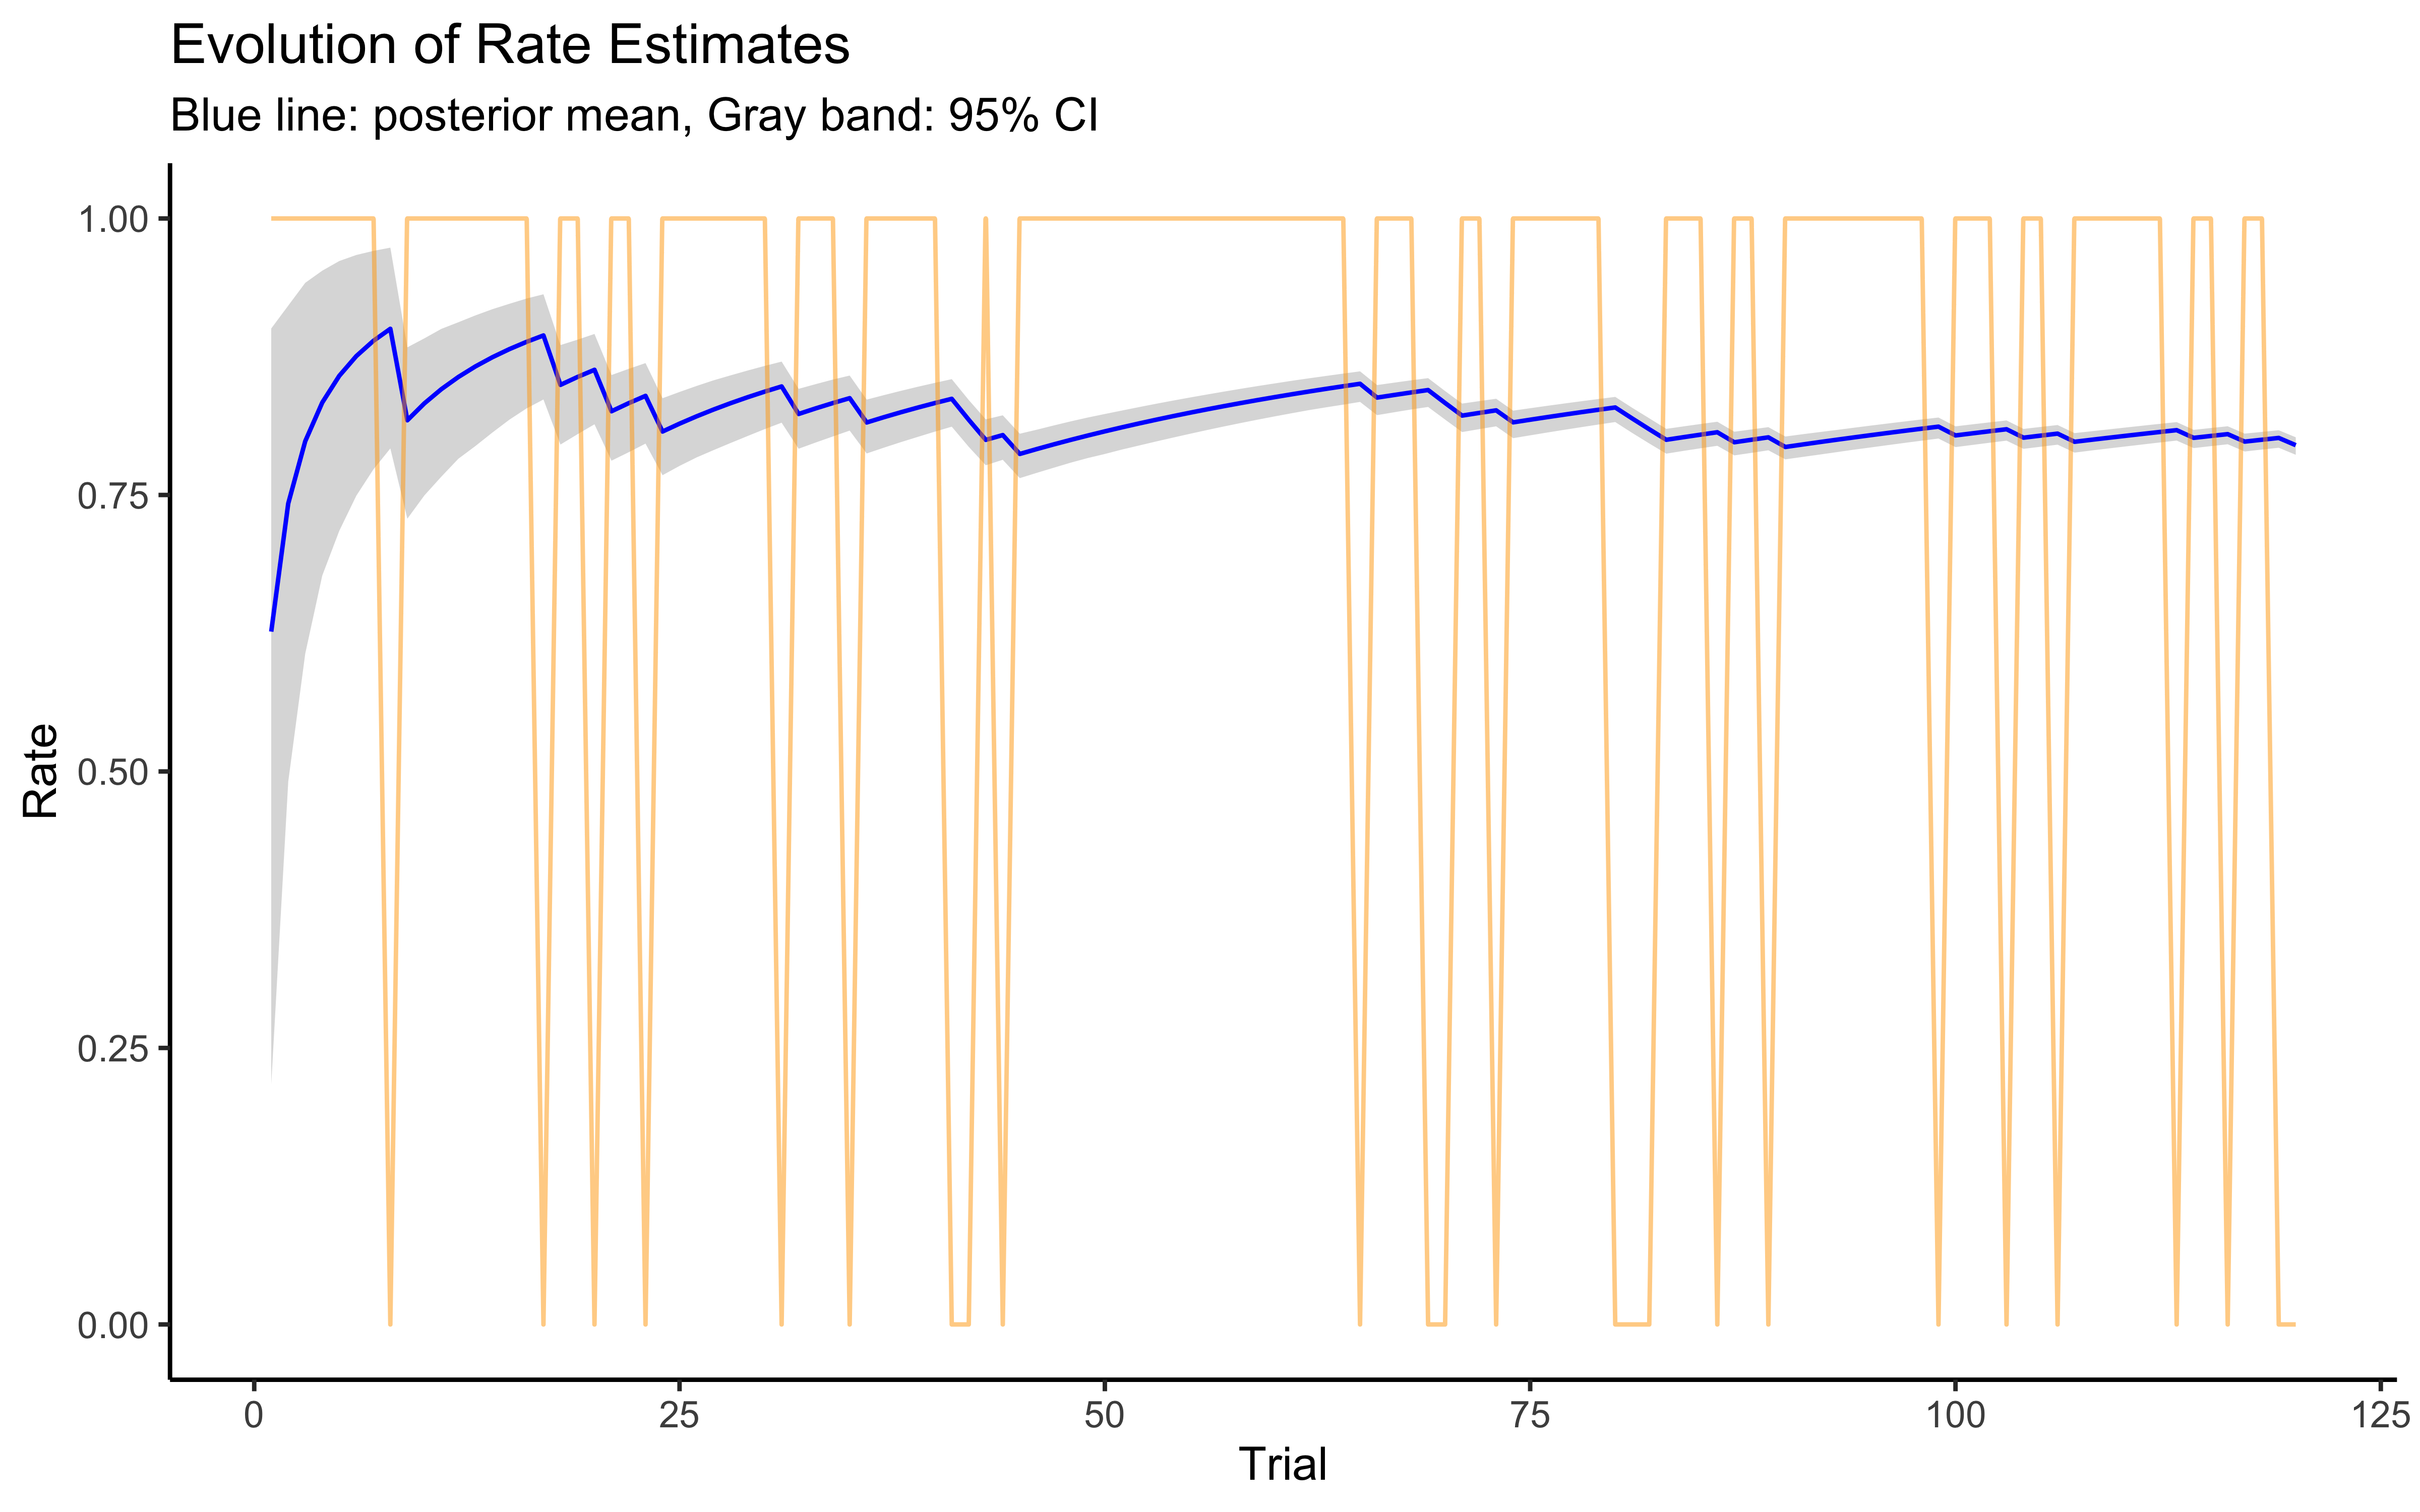 Evolution of Rate Estimates
Blue line: posterior mean, Gray band: 95% CI
1.00
0.75
0.50
0.25
0.00
Rate
0 25 50 75 100 125
Trial